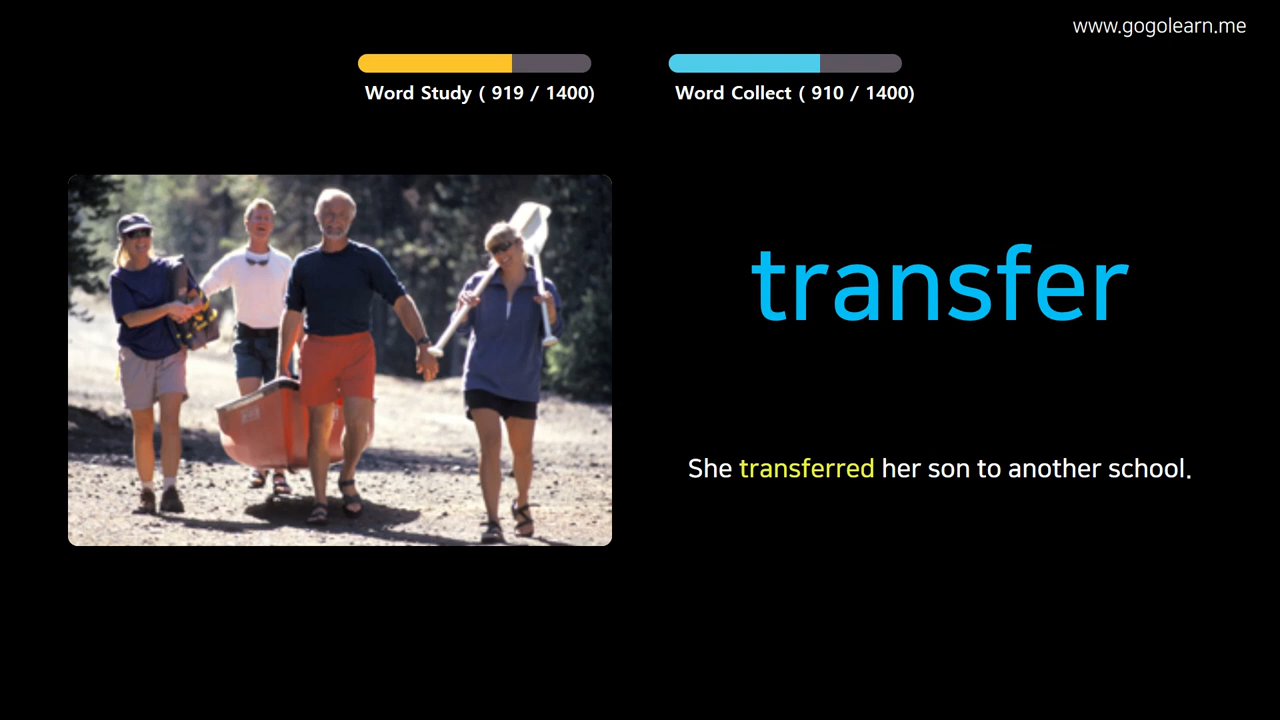 www.gogolearn.me
Word Study ( 919 / 1400)
Word Collect ( 910 / 1400)
transfer
She transferred her son to another school.